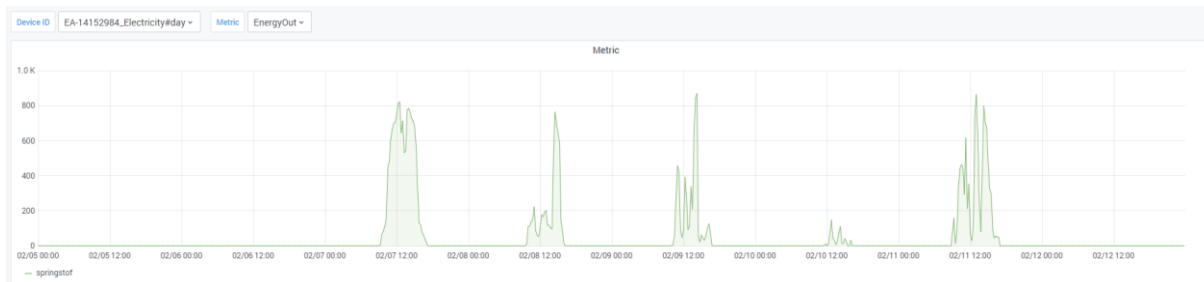 Device ID EA-14152984_Electricity#day Metric EnergyOut
Metric
1.0 K
800
600
400
200
0
02/05 00:00 02/05 12:00 02/06 00:00 02/06 12:00 02/07 00:00 02/07 12:00 02/08 00:00 02/08 12:00 02/09 00:00 02/09 12:00 02/10 00:00 02/10 12:00 02/11 00:00 02/11 12:00 02/12 00:00 02/12 12:00
springstof